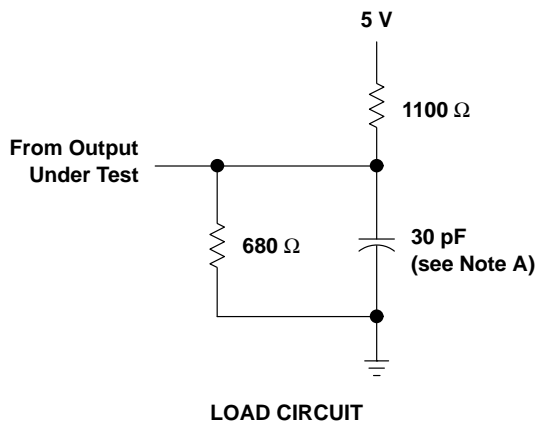 5 V
1100 Ω
From Output
Under Test
680 Ω
30 pF
(see Note A)
LOAD CIRCUIT